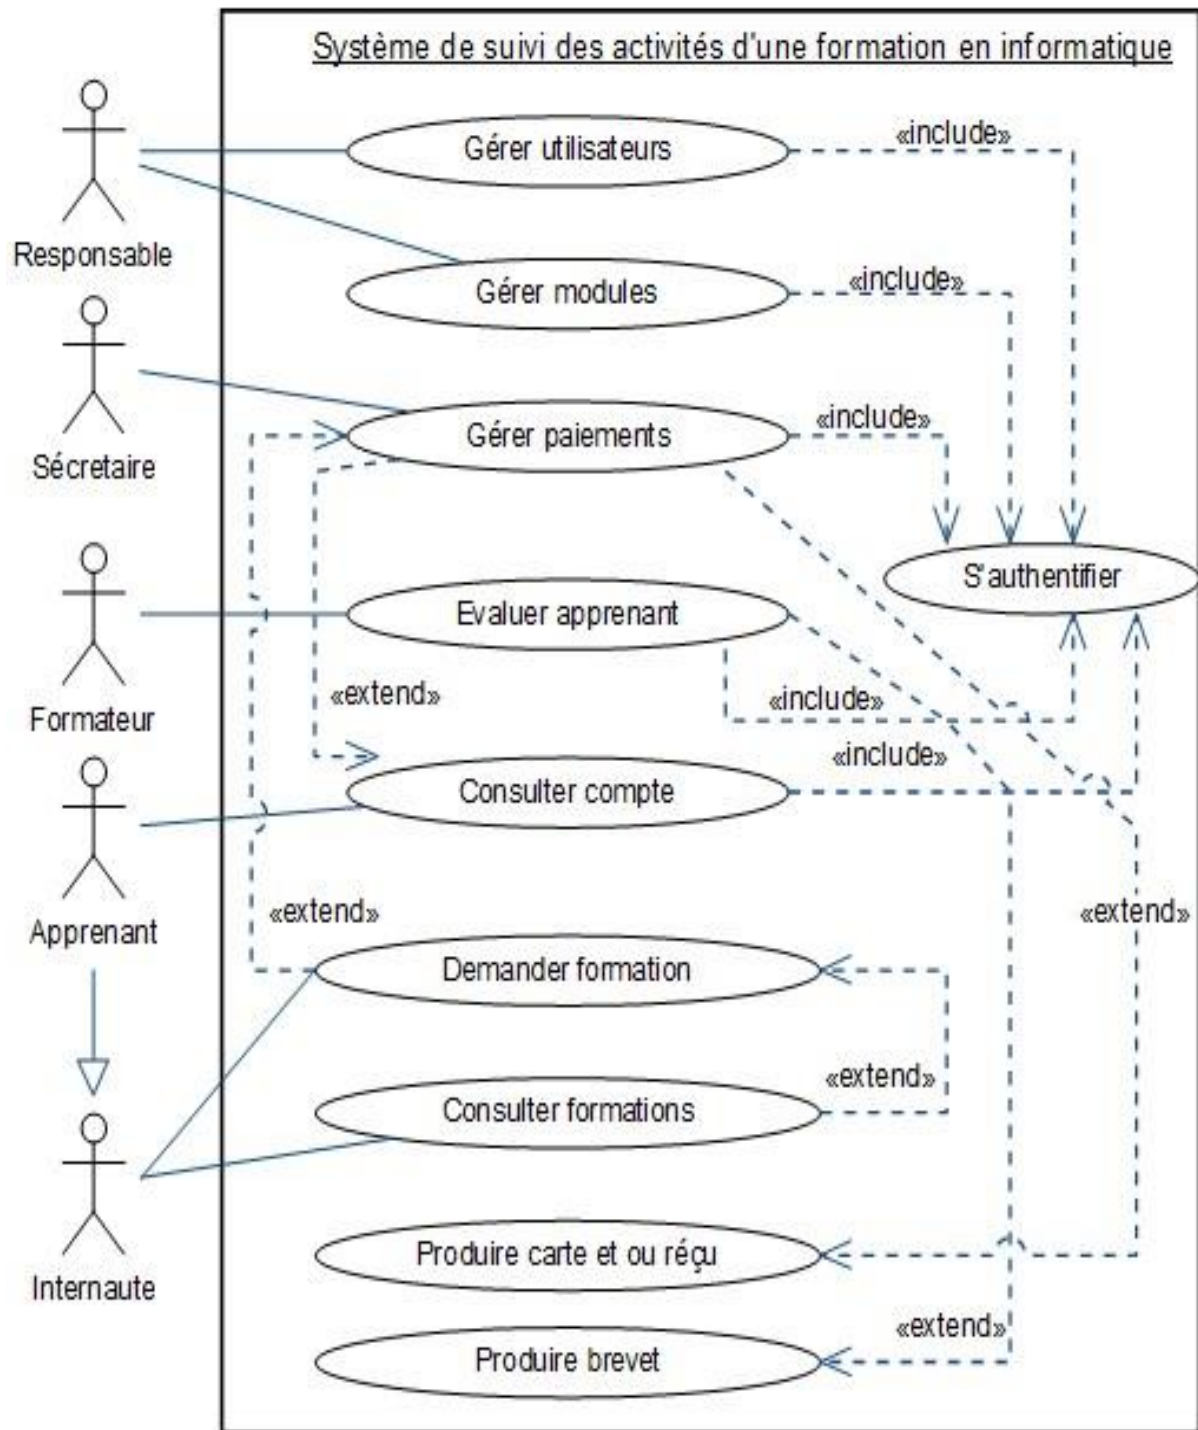 Système de suivi des activités d'une formation en informatique
Gérer utilisateurs
«include»
Responsable
Gérer modules
«include»
Sécretaire
Gérer paiements
«include»
S'authentifier
Formateur
Evaluer apprenant
«extend»
«include»
Apprenant
Consulter compte
«include»
«extend»
«extend»
Demander formation
«extend»
Consulter formations
Internaute
Produire carte et ou réçu
«extend»
Produire brevet